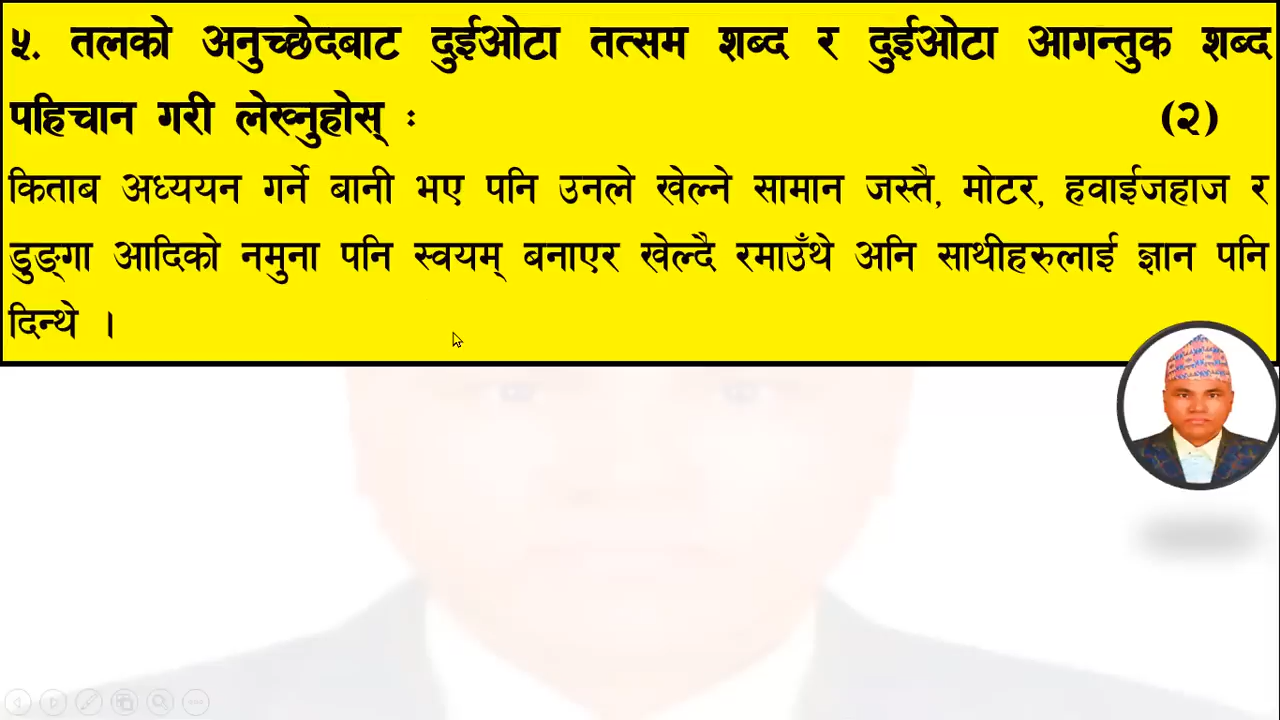 ५. तलको अनुच्छेदबाट दुईओटा तत्सम शब्द र दुईओटा आगन्तुक शब्द
पहिचान गरी लेख्नुहोस् : (२)
किताब अध्ययन गर्ने बानी भए पनि उनले खेल्ने सामान जस्तै, मोटर, हवाईजहाज र
डुङ्गा आदिको नमुना पनि स्वयम् बनाएर खेल्दै रमाउँथे अनि साथीहरुलाई ज्ञान पनि
दिन्थे ।